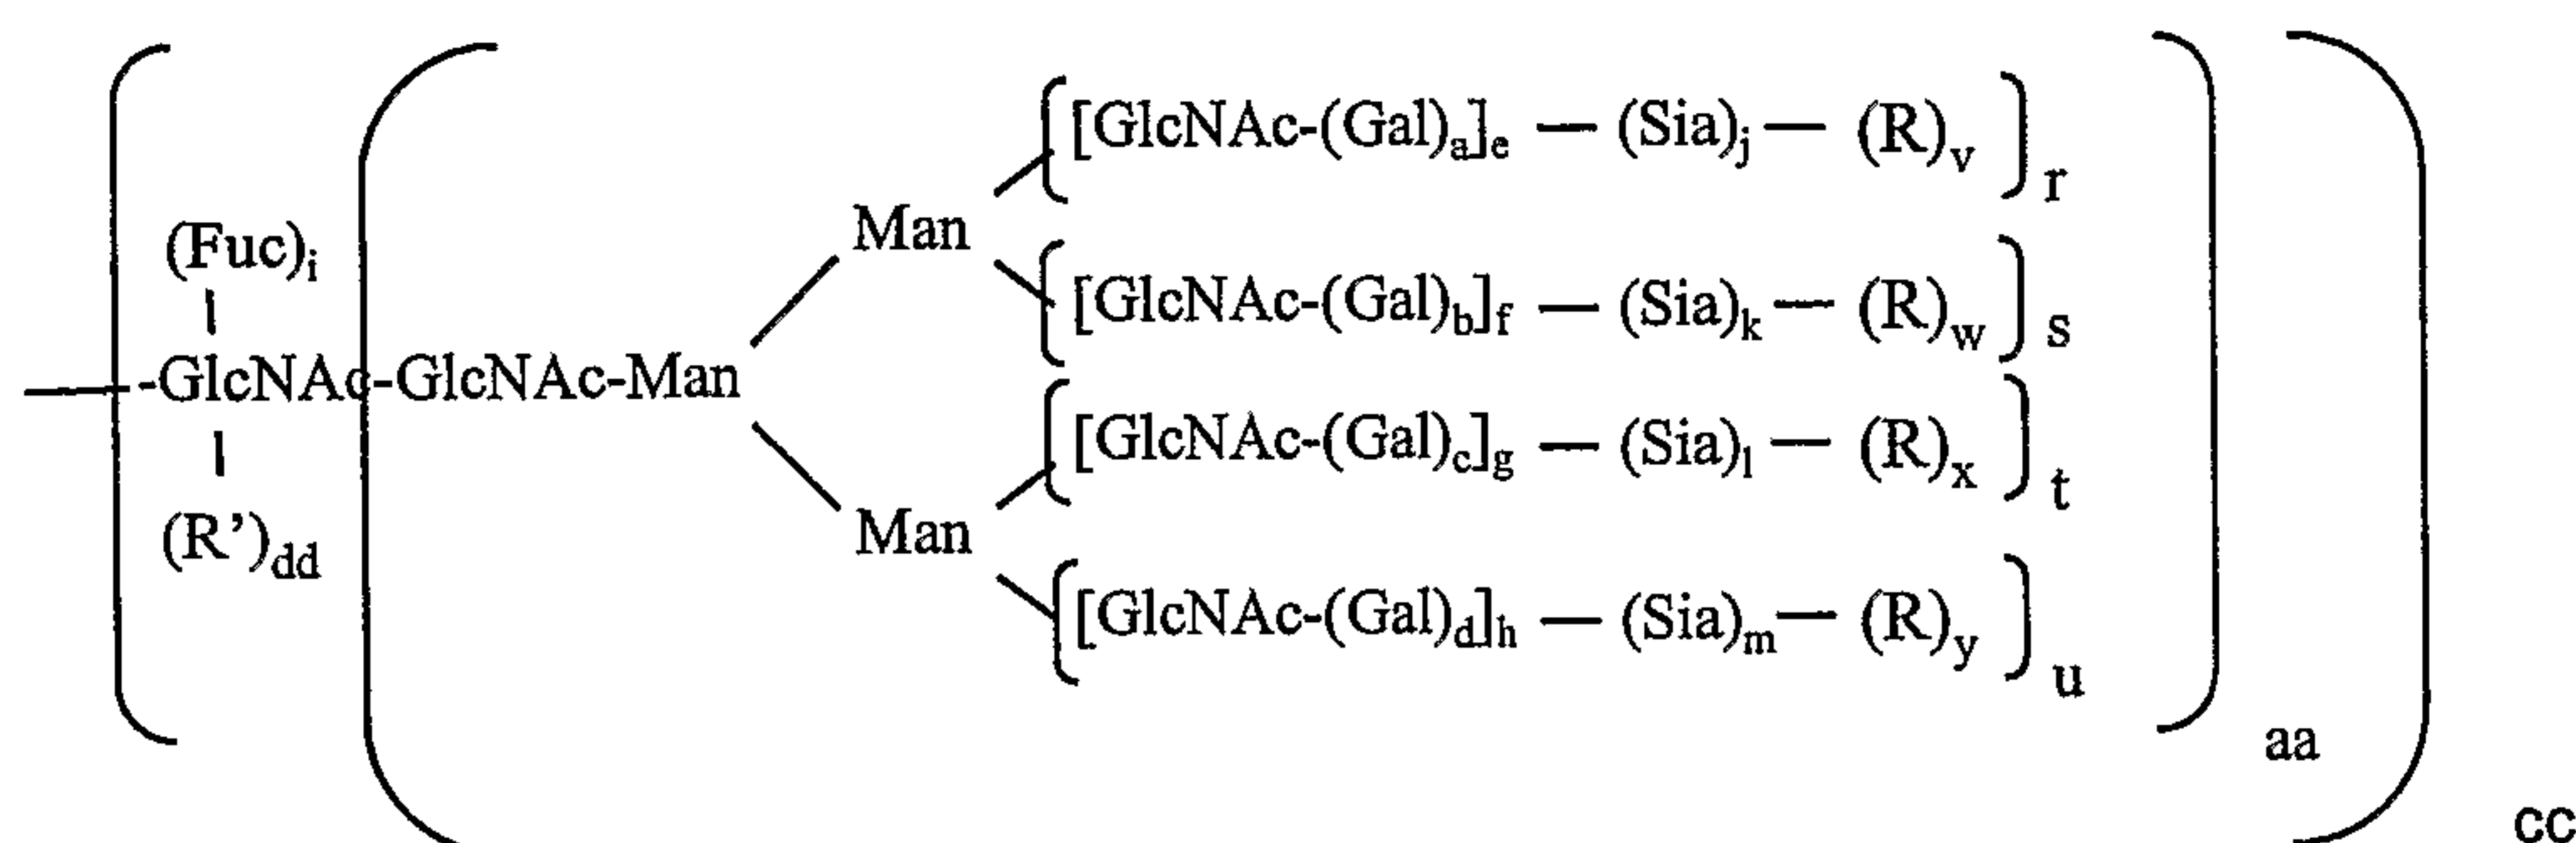 [GlcNAc-(Gal)a]e — (Sia)j — (R)v r
(Fuc)i Man
[GlcNAc-(Gal)b]f — (Sia)k — (R)w s
-GlcNAc-GlcNAc-Man
[GlcNAc-(Gal)c]g — (Sia)l — (R)x t
(R’)dd Man
[GlcNAc-(Gal)d]h — (Sia)m — (R)y u
aa
cc